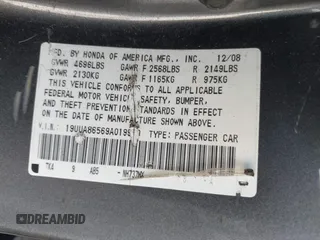 MFD. BY HONDA OF AMERICA MFG., INC. 12/08
GVWR 4696LBS GAWR F 2568LBS R 2149LBS
GVWR 2130KG GAWR F 1165KG R 975KG
THIS VEHICLE CONFORMS TO ALL APPLICABLE
FEDERAL MOTOR VEHICLE SAFETY, BUMPER,
AND THEFT PREVENTION STANDARDS IN
EFFECT ON THE DATE OF MANUFACTURE
SHOWN ABOVE.
V.I.N.: TYPE: PASSENGER CAR
TK4 9 AB5
DREAMBID